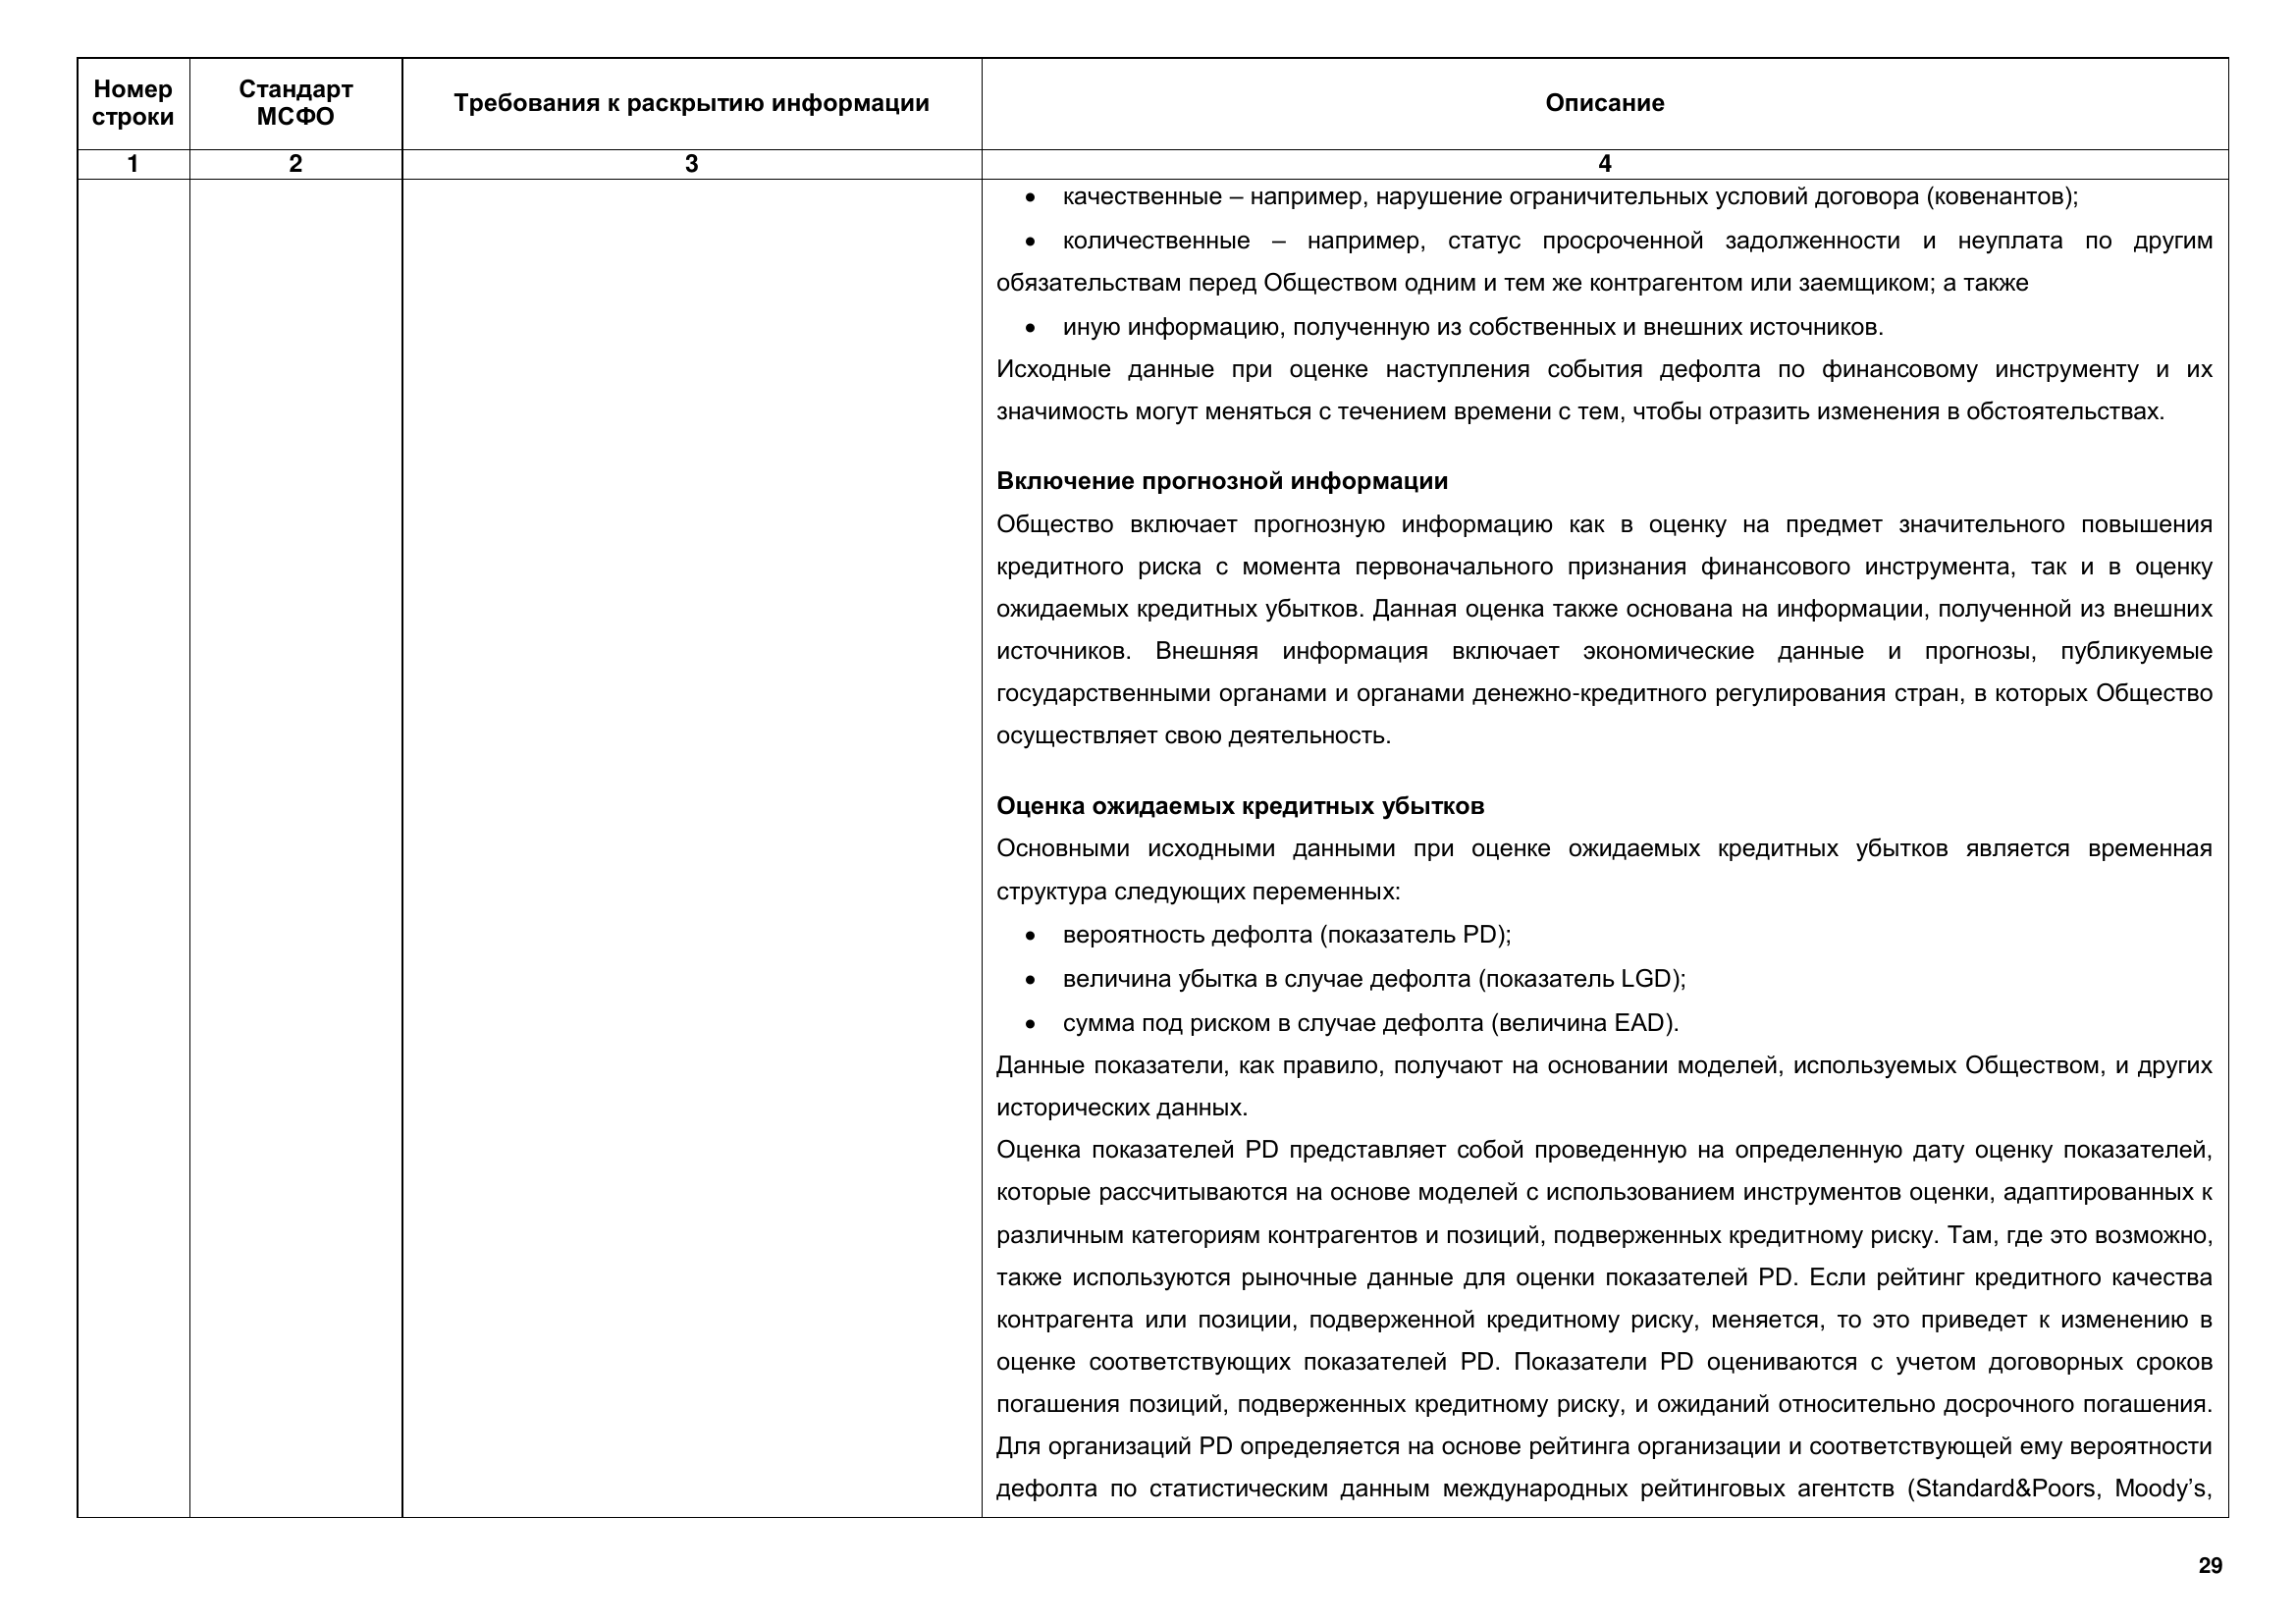 Номер строки
Стандарт МСФО
Требования к раскрытию информации
Описание
1
2
3
4
• качественные – например, нарушение ограничительных условий договора (ковенантов);
• количественные – например, статус просроченной задолженности и неуплата по другим
обязательствам перед Обществом одним и тем же контрагентом или заемщиком; а также
• иную информацию, полученную из собственных и внешних источников.
Исходные данные при оценке наступления события дефолта по финансовому инструменту и их
значимость могут меняться с течением времени с тем, чтобы отразить изменения в обстоятельствах.
Включение прогнозной информации
Общество включает прогнозную информацию как в оценку на предмет значительного повышения
кредитного риска с момента первоначального признания финансового инструмента, так и в оценку
ожидаемых кредитных убытков. Данная оценка также основана на информации, полученной из внешних
источников. Внешняя информация включает экономические данные и прогнозы, публикуемые
государственными органами и органами денежно-кредитного регулирования стран, в которых Общество
осуществляет свою деятельность.
Оценка ожидаемых кредитных убытков
Основными исходными данными при оценке ожидаемых кредитных убытков является временная
структура следующих переменных:
• вероятность дефолта (показатель PD);
• величина убытка в случае дефолта (показатель LGD);
• сумма под риском в случае дефолта (величина EAD).
Данные показатели, как правило, получают на основании моделей, используемых Обществом, и других
исторических данных.
Оценка показателей PD представляет собой проведенную на определенную дату оценку показателей,
которые рассчитываются на основе моделей с использованием инструментов оценки, адаптированных к
различным категориям контрагентов и позиций, подверженных кредитному риску. Там, где это возможно,
также используются рыночные данные для оценки показателей PD. Если рейтинг кредитного качества
контрагента или позиции, подверженной кредитному риску, меняется, то это приведет к изменению в
оценке соответствующих показателей PD. Показатели PD оцениваются с учетом договорных сроков
погашения позиций, подверженных кредитному риску, и ожиданий относительно досрочного погашения.
Для организаций PD определяется на основе рейтинга организации и соответствующей ему вероятности
дефолта по статистическим данным международных рейтинговых агентств (Standard&Poors, Moody’s,
29